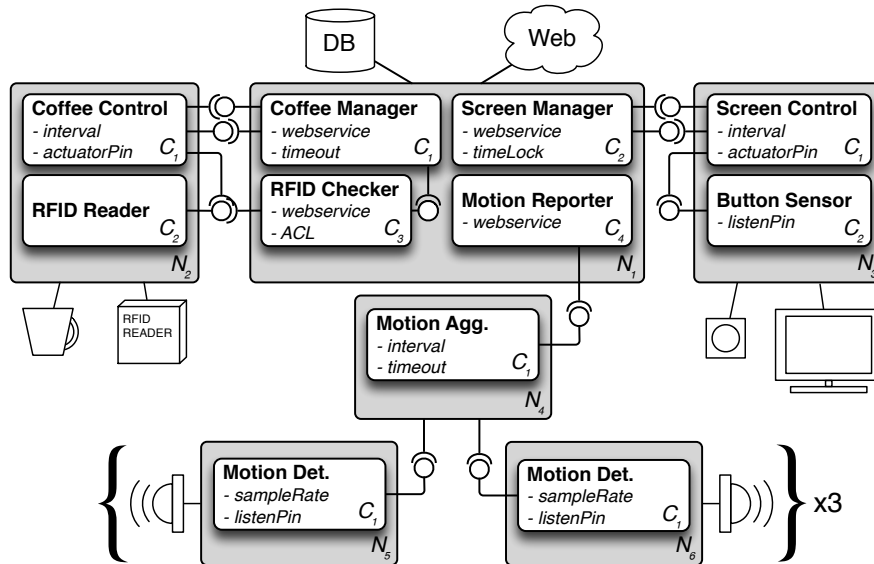 DB
Web
Coffee Control
- interval
- actuatorPin
C1
RFID Reader
C2
N2
Coffee Manager
- webservice
- timeout
C1
Screen Manager
- webservice
- timeLock
C2
RFID Checker
- webservice
- ACL
C3
Motion Reporter
- webservice
C4
N1
Screen Control
- interval
- actuatorPin
C1
Button Sensor
- listenPin
C2
N3
RFID
READER
Motion Agg.
- interval
- timeout
C1
N4
Motion Det.
- sampleRate
- listenPin
C1
N5
Motion Det.
- sampleRate
- listenPin
C1
N6
x3